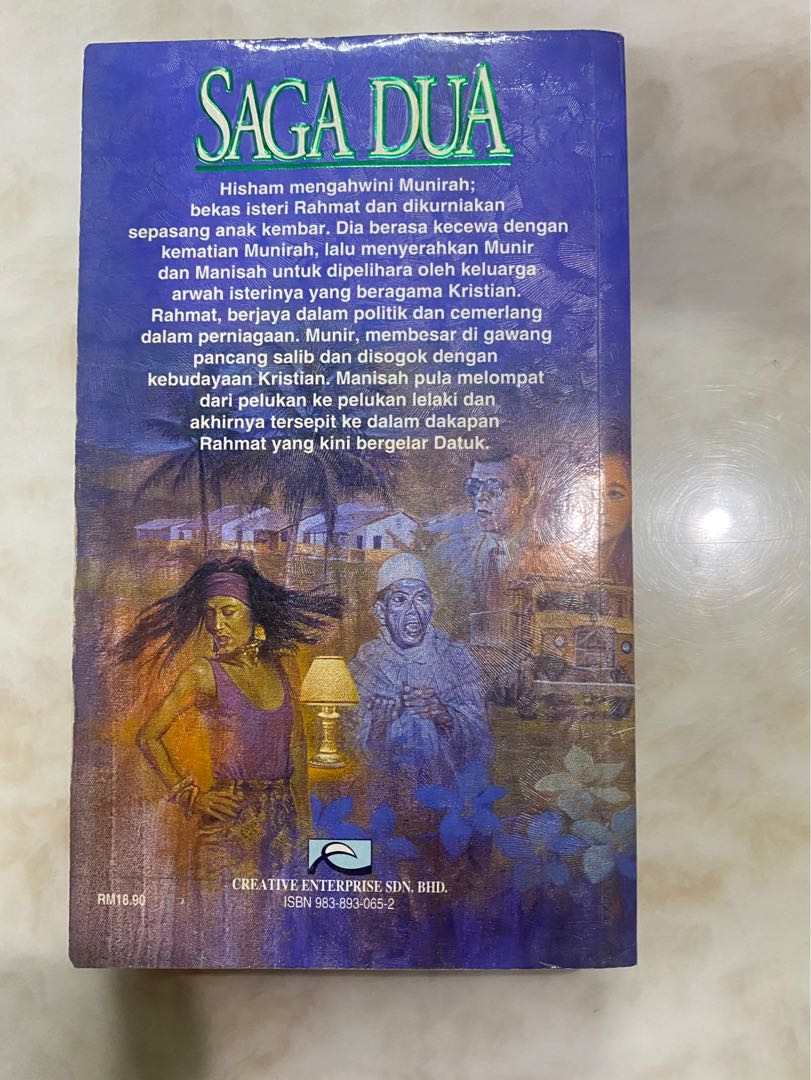 SAGA DUA
Hisham mengahwini Munirah;
bekas isteri Rahmat dan dikurniakan
sepasang anak kembar. Dia berasa kecewa dengan
kematian Munirah, lalu menyerahkan Munir
dan Manisah untuk dipelihara oleh keluarga
arwah isterinya yang beragama Kristian.
Rahmat, berjaya dalam politik dan cemerlang
dalam perniagaan. Munir, membesar di gawang
pancang salib dan disogok dengan
kebudayaan Kristian. Manisah pula melompat
dari pelukan ke pelukan lelaki dan
akhirnya tersepit ke dalam dakapan
Rahmat yang kini bergelar Datuk.
CREATIVE ENTERPRISE SDN. BHD.
RM18.90
ISBN 983-893-065-2